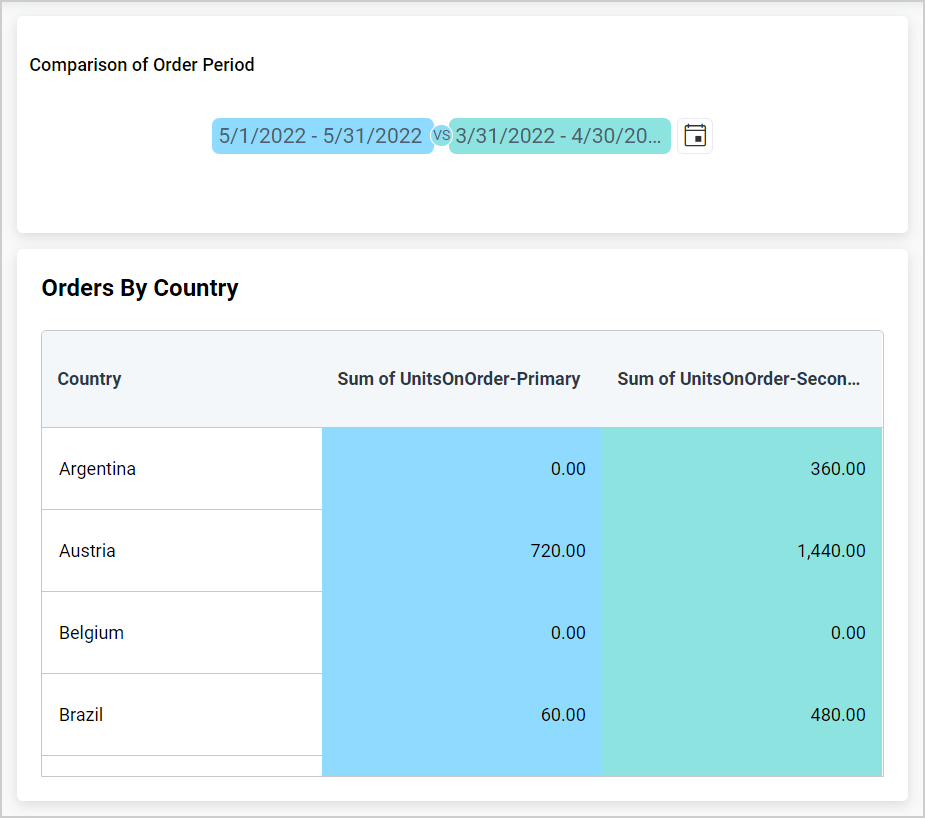 Comparison of Order Period
5/1/2022 - 5/31/2022 VS 3/31/2022 - 4/30/20...
Orders By Country
Country Sum of UnitsOnOrder-Primary Sum of UnitsOnOrder-Secon...
Argentina 0.00 360.00
Austria 720.00 1,440.00
Belgium 0.00 0.00
Brazil 60.00 480.00